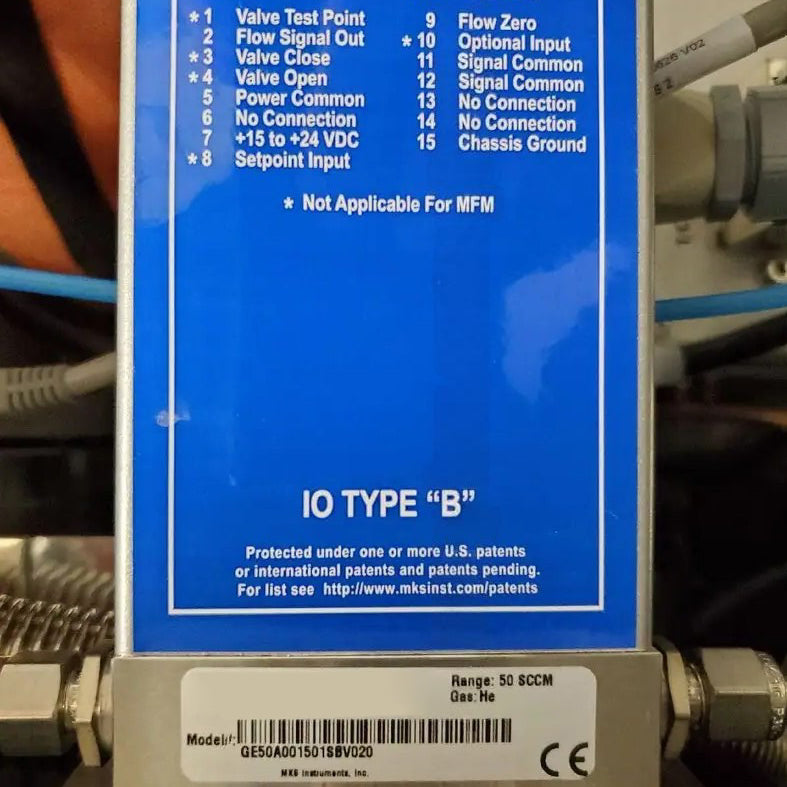 * 1 Valve Test Point
2 Flow Signal Out
* 3 Valve Close
* 4 Valve Open
5 Power Common
6 No Connection
7 +15 to +24 VDC
* 8 Setpoint Input
9 Flow Zero
* 10 Optional Input
11 Signal Common
12 Signal Common
13 No Connection
14 No Connection
15 Chassis Ground
* Not Applicable For MFM
IO TYPE “B”
Protected under one or more U.S. patents
or international patents and patents pending.
For list see http://www.mksinst.com/patents
Range: 50 SCCM
Gas: He
Model#:
GE50A001501SBV020
MKS Instruments, Inc.
CE